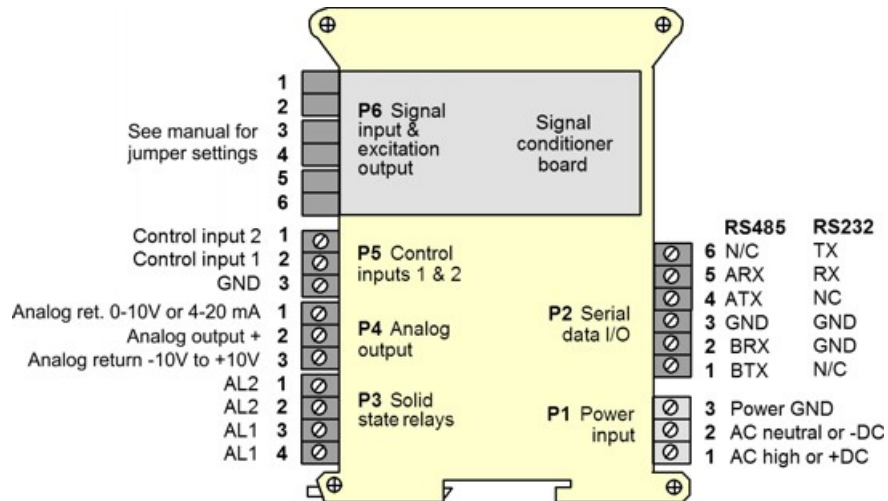 1
2
3
4
5
6
See manual for
jumper settings
P6 Signal
input &
excitation
output
Signal
conditioner
board
Control input 2 1
Control input 1 2
GND 3
P5 Control
inputs 1 & 2
Analog ret. 0-10V or 4-20 mA 1
Analog output + 2
Analog return -10V to +10V 3
P4 Analog
output
AL2 1
AL2 2
AL1 3
AL1 4
P3 Solid
state relays
P2 Serial
data I/O
RS485 RS232
6 N/C TX
5 ARX RX
4 ATX NC
3 GND GND
2 BRX GND
1 BTX N/C
P1 Power
input
3 Power GND
2 AC neutral or -DC
1 AC high or +DC